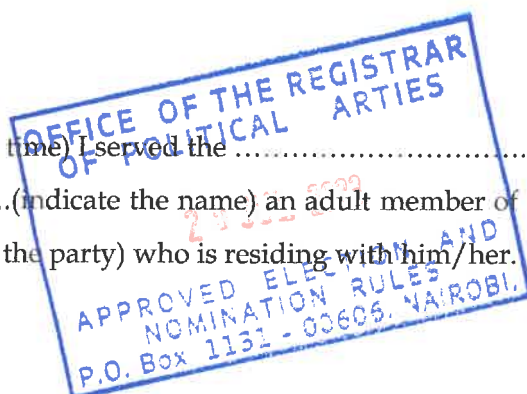 OFFICE OF THE REGISTRAR
OF POLITICAL ARTIES
time) I served the ……………………………
..(indicate the name) an adult member of
the party) who is residing with him/her.
APPROVED ELECTION AND
NOMINATION RULES
P.O. Box 1131 - 00606, NAIROBI.